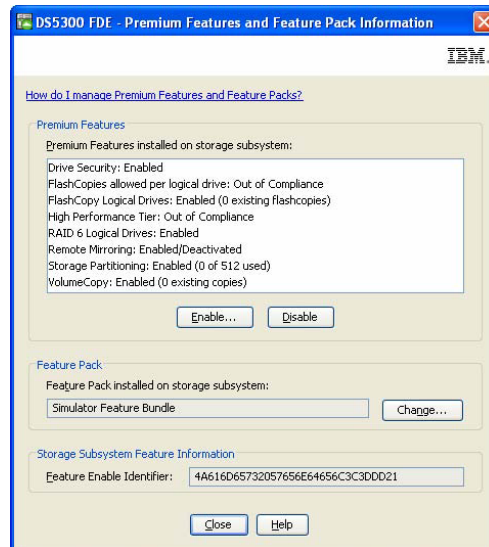 DS5300 FDE - Premium Features and Feature Pack Information
IBM.
How do I manage Premium Features and Feature Packs?
Premium Features
Premium Features installed on storage subsystem:
Drive Security: Enabled
FlashCopies allowed per logical drive: Out of Compliance
FlashCopy Logical Drives: Enabled (0 existing flashcopies)
High Performance Tier: Out of Compliance
RAID 6 Logical Drives: Enabled
Remote Mirroring: Enabled/Deactivated
Storage Partitioning: Enabled (0 of 512 used)
VolumeCopy: Enabled (0 existing copies)
Enable... Disable
Feature Pack
Feature Pack installed on storage subsystem:
Simulator Feature Bundle Change...
Storage Subsystem Feature Information
Feature Enable Identifier: 4A616D65732057656E64656C3C3DDD21
Close Help